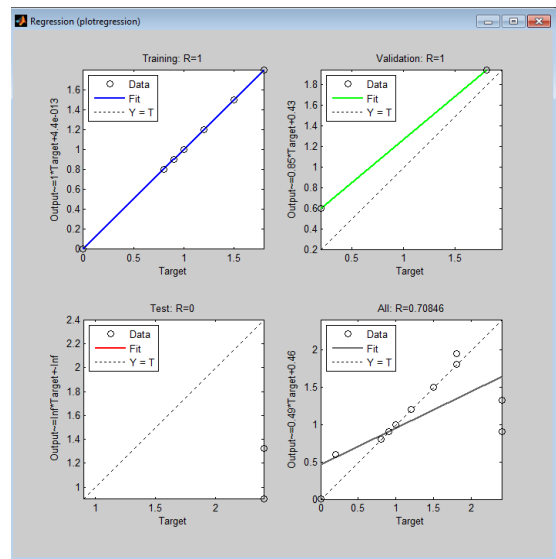 Regression (plotregression)
Training: R=1
Output~=1*Target+4.4e-013
1.6
1.4
1.2
1
0.8
0.6
0.4
0.2
0
Data
Fit
Y = T
0
0.5
1
1.5
Target
Validation: R=1
Output~=0.85*Target+0.43
1.8
1.6
1.4
1.2
1
0.8
0.6
0.4
0.2
Data
Fit
Y = T
0.5
1
1.5
Target
Test: R=0
Output~=Inf*Target+-Inf
2.4
2.2
2
1.8
1.6
1.4
1.2
1
Data
Fit
Y = T
1
1.5
2
Target
All: R=0.70846
Output~=0.49*Target+0.46
2
1.5
1
0.5
0
Data
Fit
Y = T
0
0.5
1
1.5
2
Target